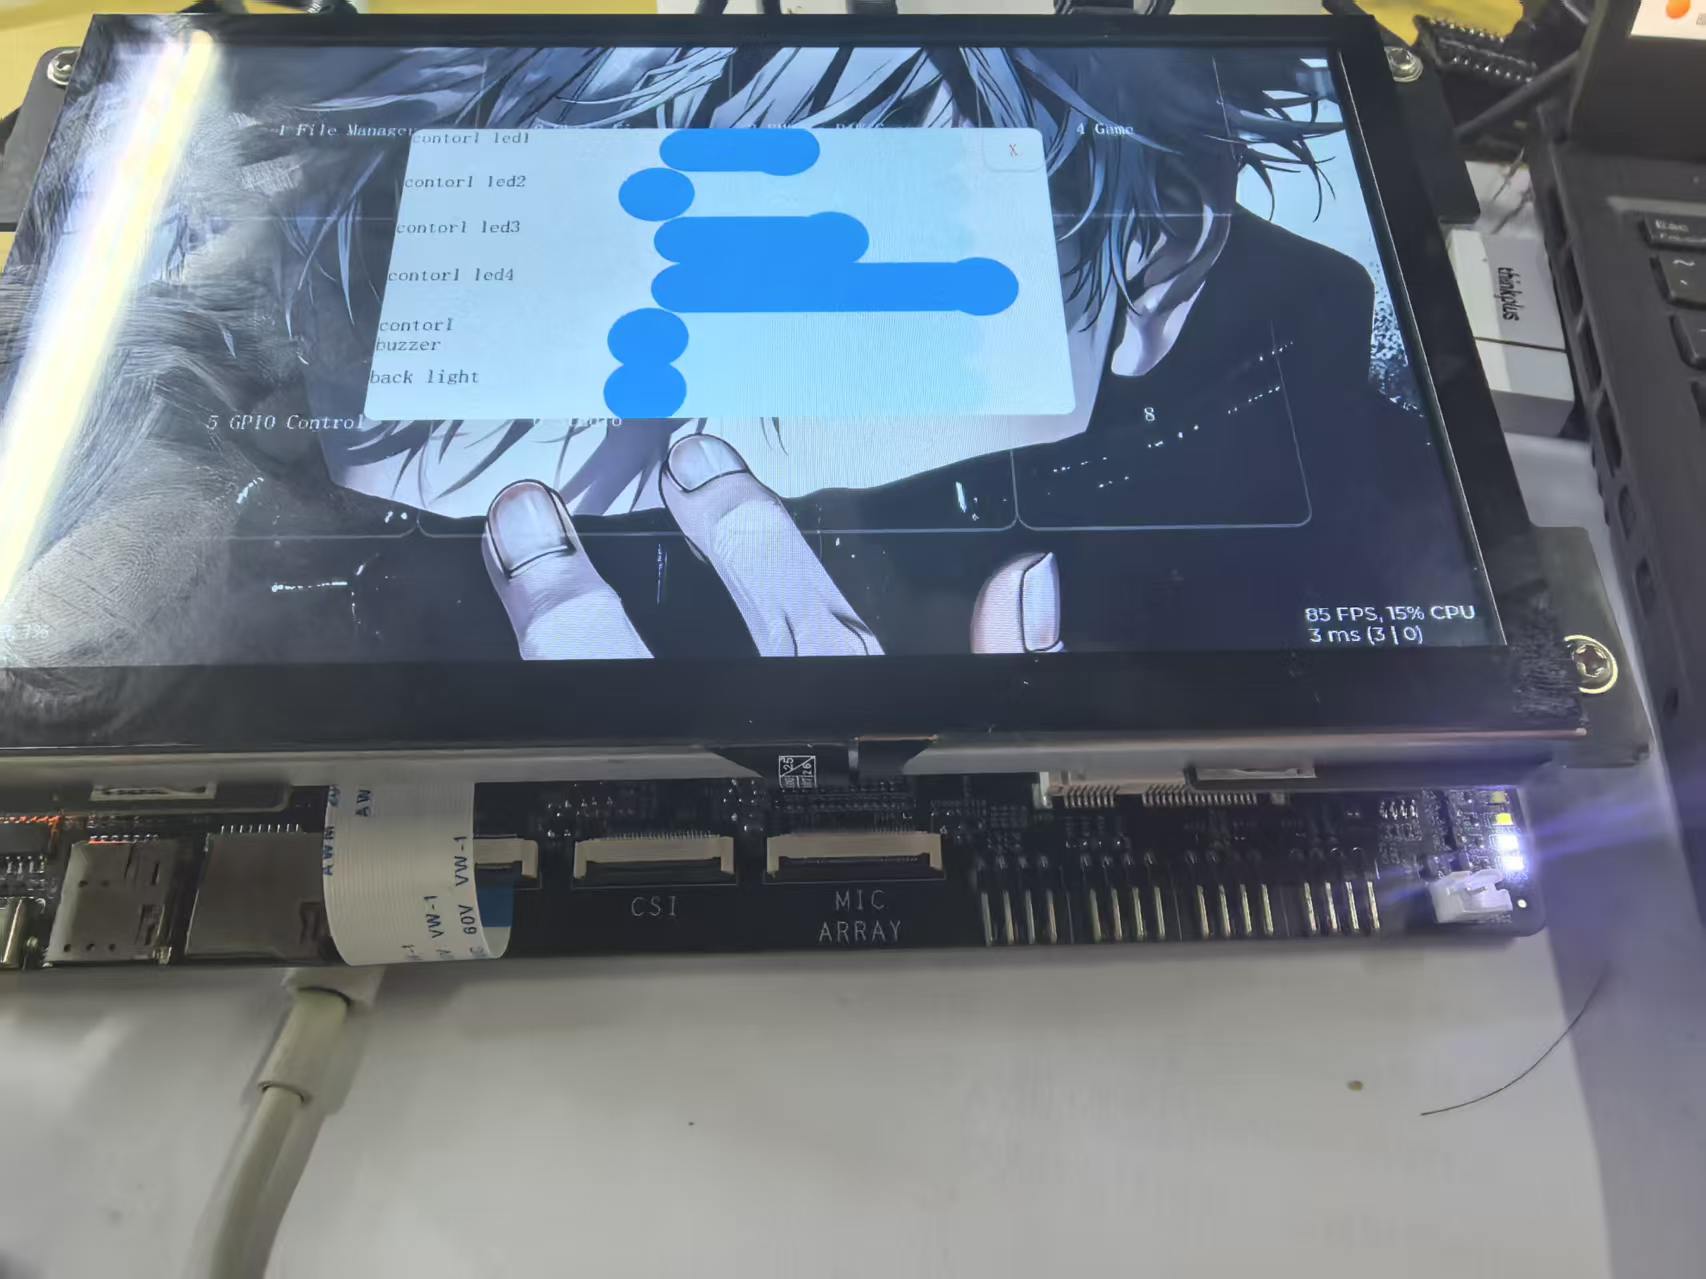 1 File Manager
4 Game
contorl led1
X
contorl led2
contorl led3
contorl led4
contorl
buzzer
back light
5 GPIO Control
8
85 FPS, 15% CPU
3 ms (3 | 0)
Esc
thinkplus
AW
VW-1
VW-1
60V
CSI
MIC
ARRAY